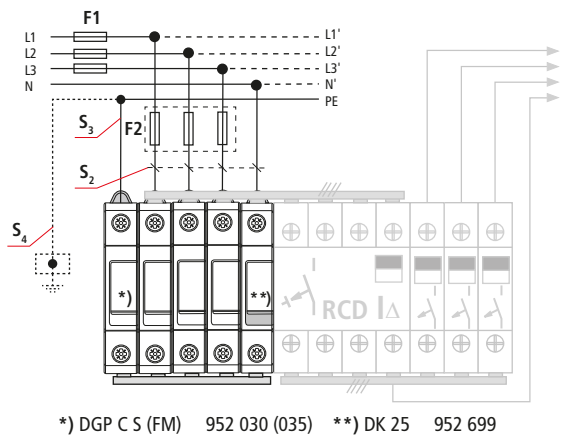 F1
L1 L1'
L2 L2'
L3 L3'
N N'
PE
S3 F2
S2
S4
*) **)
RCD I∆
*) DGP C S (FM) 952 030 (035) **) DK 25 952 699